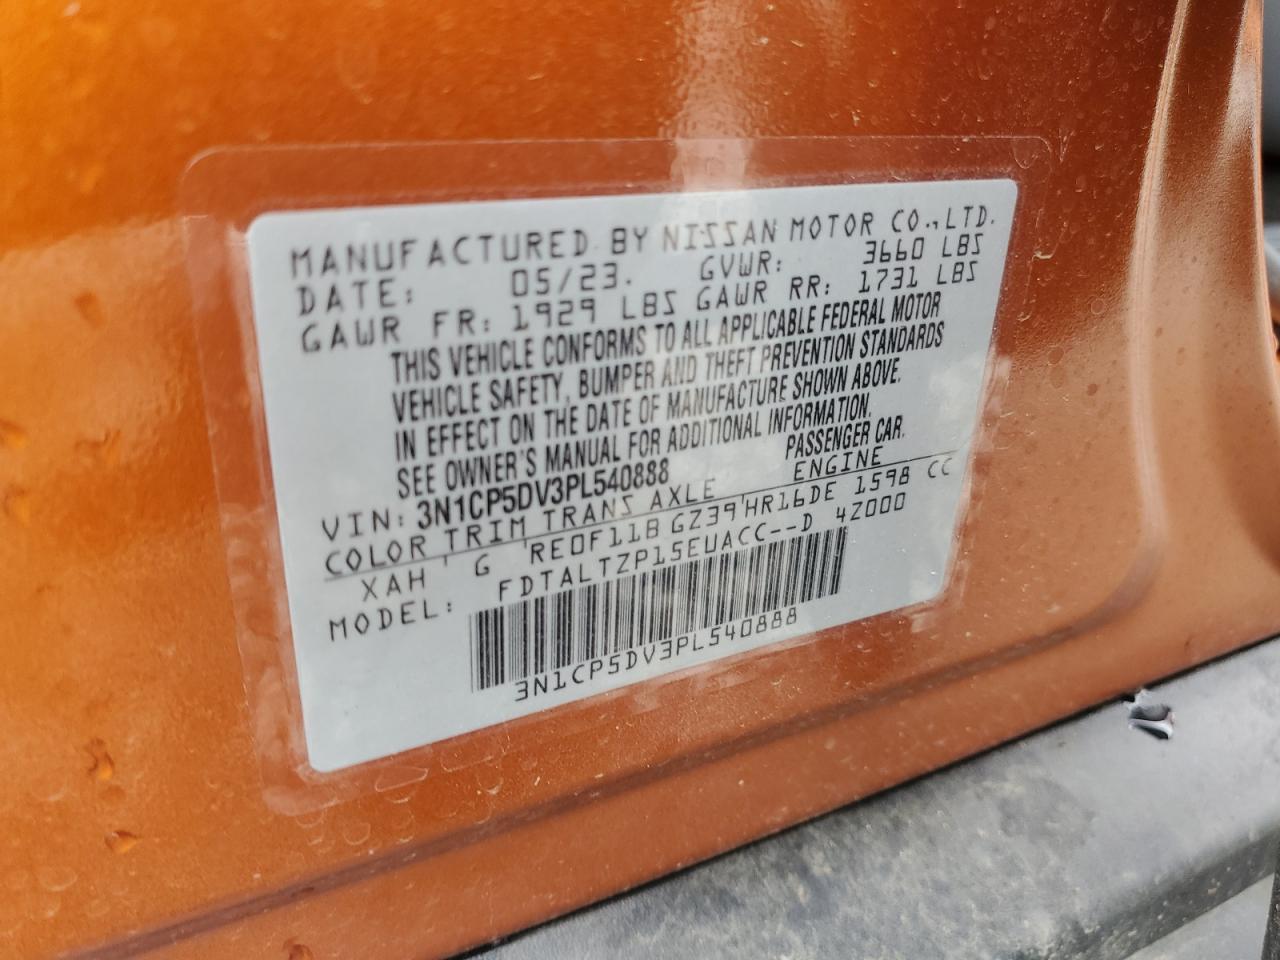 MANUFACTURED BY NISSAN MOTOR CO.,LTD.
DATE: 05/23. GVWR: 3660 LBS
GAWR FR: 1929 LBS GAWR RR: 1731 LBS
THIS VEHICLE CONFORMS TO ALL APPLICABLE FEDERAL MOTOR
VEHICLE SAFETY, BUMPER AND THEFT PREVENTION STANDARDS
IN EFFECT ON THE DATE OF MANUFACTURE SHOWN ABOVE.
SEE OWNER'S MANUAL FOR ADDITIONAL INFORMATION.
VIN: 3N1CP5DV3PL540888 PASSENGER CAR.
COLOR TRIM TRANS AXLE ENGINE
XAH ' G ' RE0F11B GZ39'HR16DE 1598 CC
MODEL: FDTALTZP15EUACC--D 4Z000
3N1CP5DV3PL540888